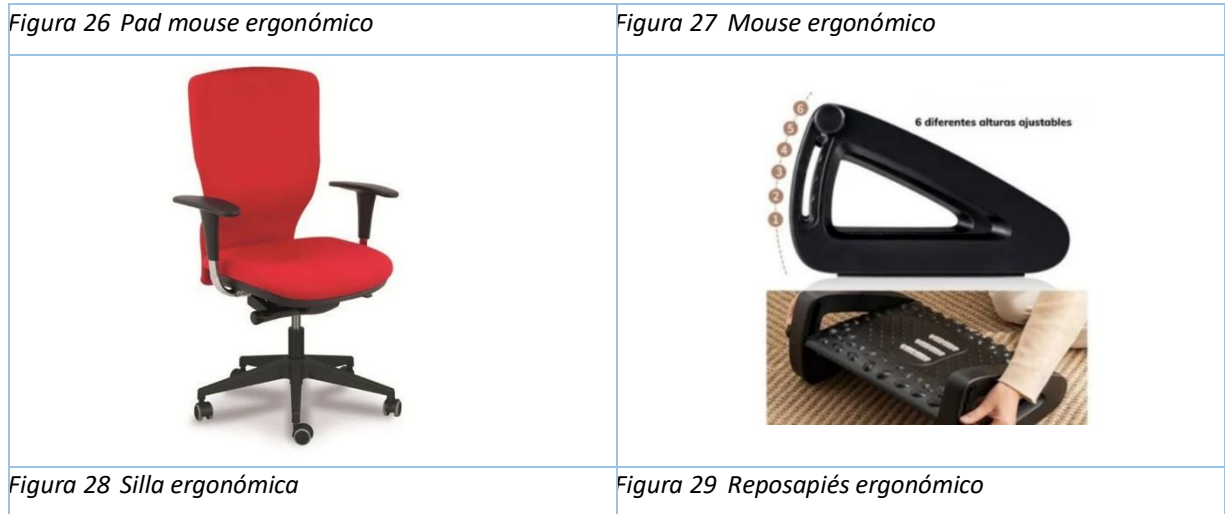 Figura 26 Pad mouse ergonómico
Figura 27 Mouse ergonómico
6 diferentes alturas ajustables
6
5
4
3
2
1
Figura 28 Silla ergonómica
Figura 29 Reposapiés ergonómico